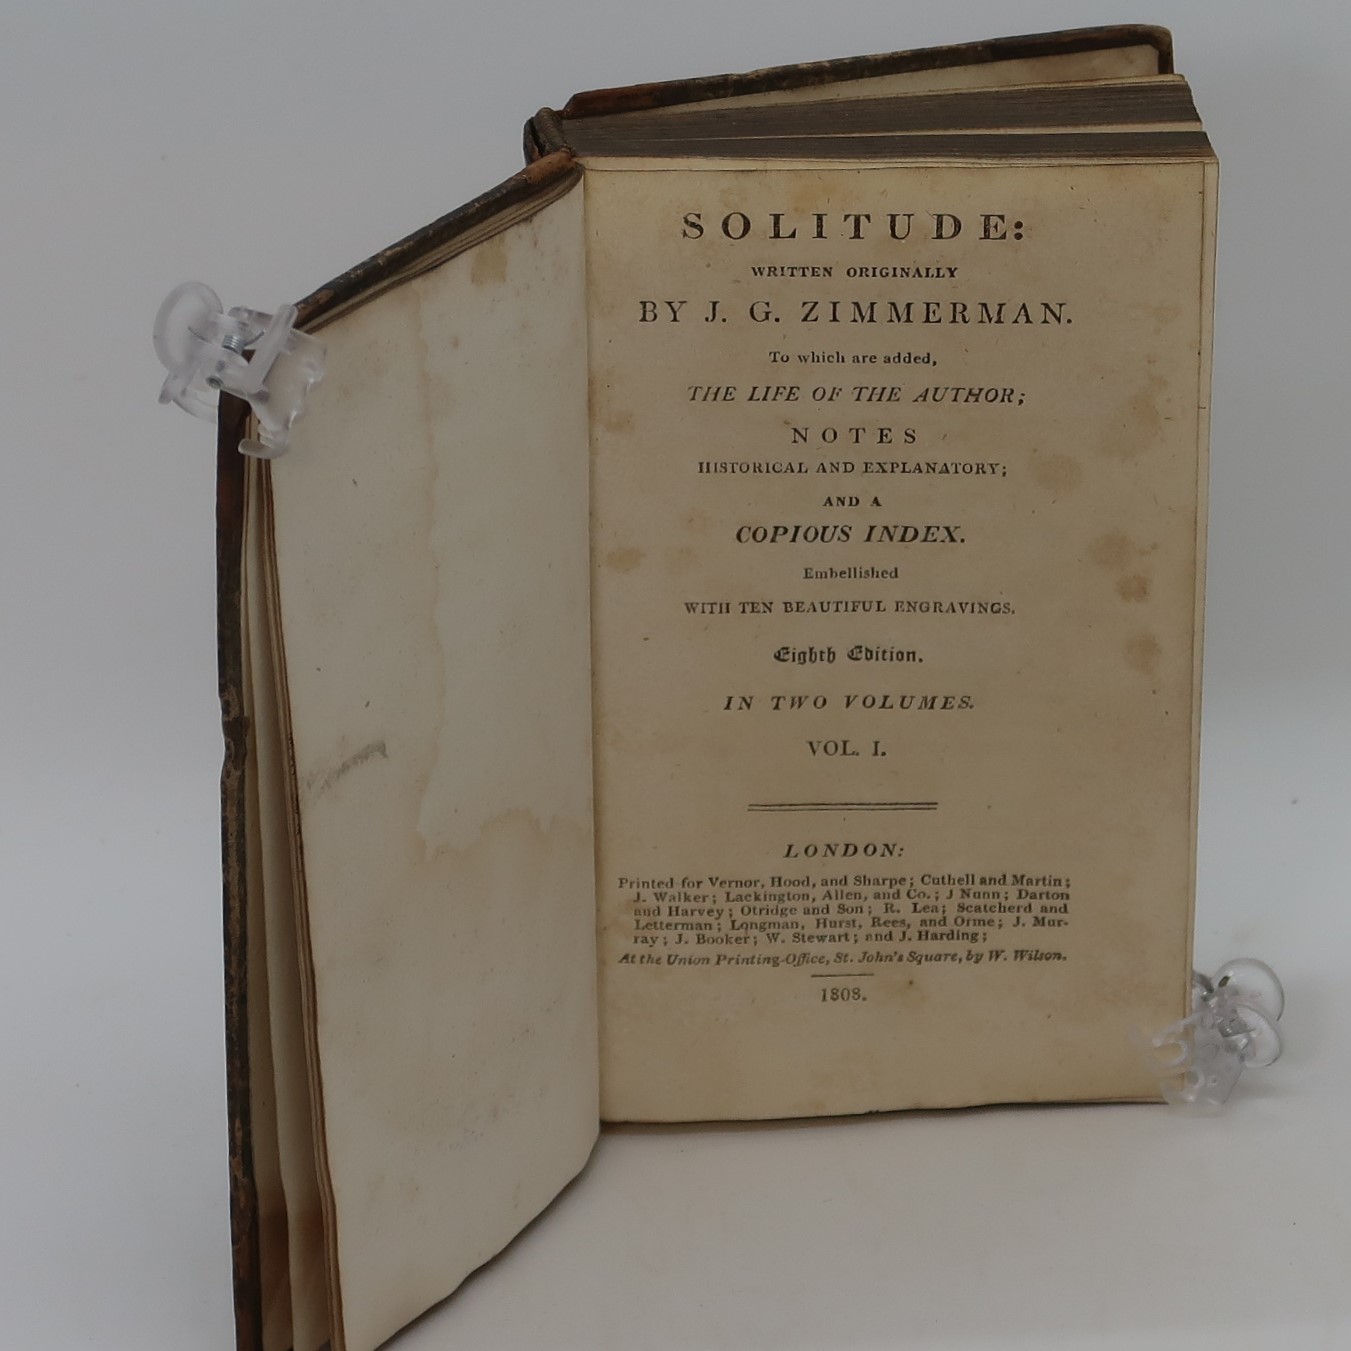 SOLITUDE:
WRITTEN ORIGINALLY
BY J. G. ZIMMERMAN.
To which are added,
THE LIFE OF THE AUTHOR;
NOTES
HISTORICAL AND EXPLANATORY;
AND A
COPIOUS INDEX.
Embellished
WITH TEN BEAUTIFUL ENGRAVINGS.
Eighth Edition.
IN TWO VOLUMES.
VOL. I.
LONDON:
Printed for Vernor, Hood, and Sharpe; Cuthell and Martin;
J. Walker; Lackington, Allen, and Co.; J Nunn; Darton
and Harvey; Otridge and Son; R. Lea; Scatcherd and
Letterman; Longman, Hurst, Rees, and Orme; J. Mur-
ray; J. Booker; W. Stewart; and J. Harding;
At the Union Printing-Office, St. John's Square, by W. Wilson.
1808.